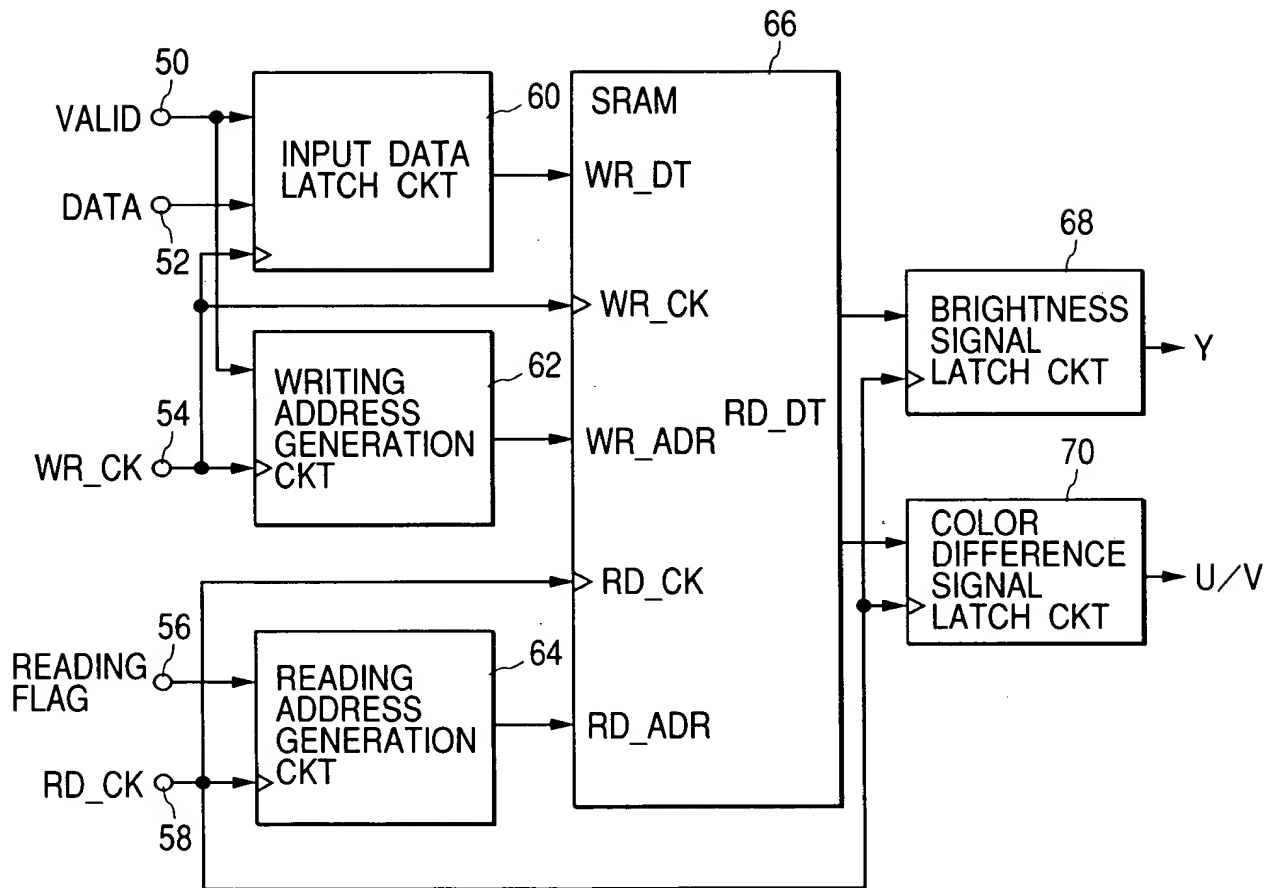 50
VALID
DATA
52
INPUT DATA
LATCH CKT
60
WRITING
ADDRESS
GENERATION
CKT
62
54
WR_CK
56
READING
FLAG
RD_CK
58
READING
ADDRESS
GENERATION
CKT
64
66
SRAM
WR_DT
WR_CK
WR_ADR
RD_DT
RD_CK
RD_ADR
68
BRIGHTNESS
SIGNAL
LATCH CKT
Y
70
COLOR
DIFFERENCE
SIGNAL
LATCH CKT
U/V